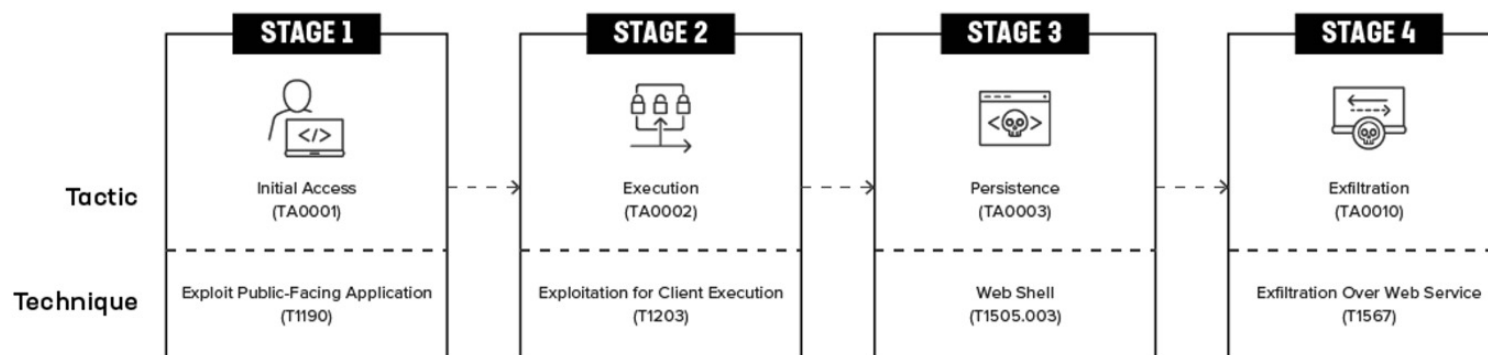 STAGE 1
STAGE 2
STAGE 3
STAGE 4
</>
< >
Tactic
Initial Access
(TA0001)
Execution
(TA0002)
Persistence
(TA0003)
Exfiltration
(TA0010)
Technique
Exploit Public-Facing Application
(T1190)
Exploitation for Client Execution
(T1203)
Web Shell
(T1505.003)
Exfiltration Over Web Service
(T1567)